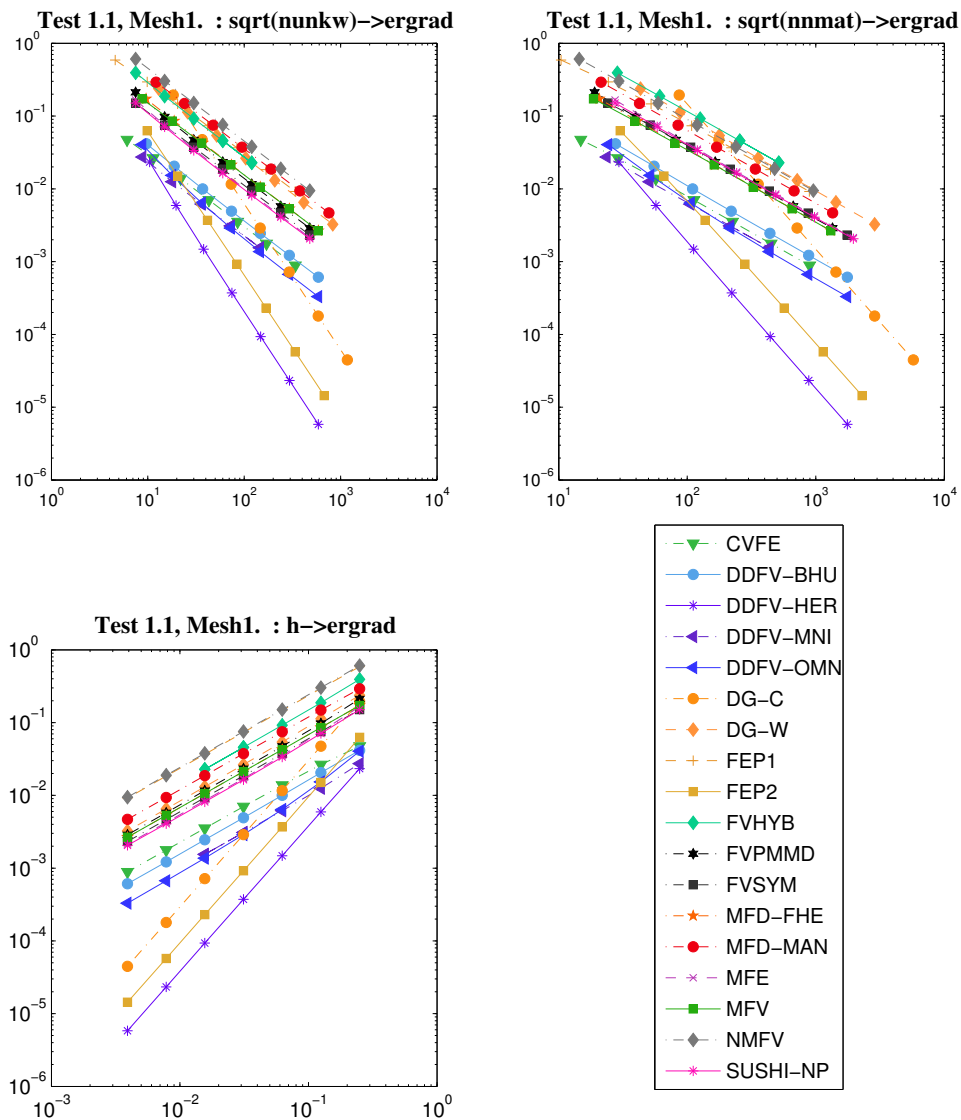 Test 1.1, Mesh1. : sqrt(nunkw)->ergrad
10^0
10^-1
10^-2
10^-3
10^-4
10^-5
10^-6
10^0 10^1 10^2 10^3 10^4
Test 1.1, Mesh1. : sqrt(nnmat)->ergrad
10^0
10^-1
10^-2
10^-3
10^-4
10^-5
10^-6
10^1 10^2 10^3 10^4
Test 1.1, Mesh1. : h->ergrad
10^0
10^-1
10^-2
10^-3
10^-4
10^-5
10^-6
10^-3 10^-2 10^-1 10^0
CVFE
DDFV-BHU
DDFV-HER
DDFV-MNI
DDFV-OMN
DG-C
DG-W
FEP1
FEP2
FVHYB
FVPMMD
FVSYM
MFD-FHE
MFD-MAN
MFE
MFV
NMFV
SUSHI-NP